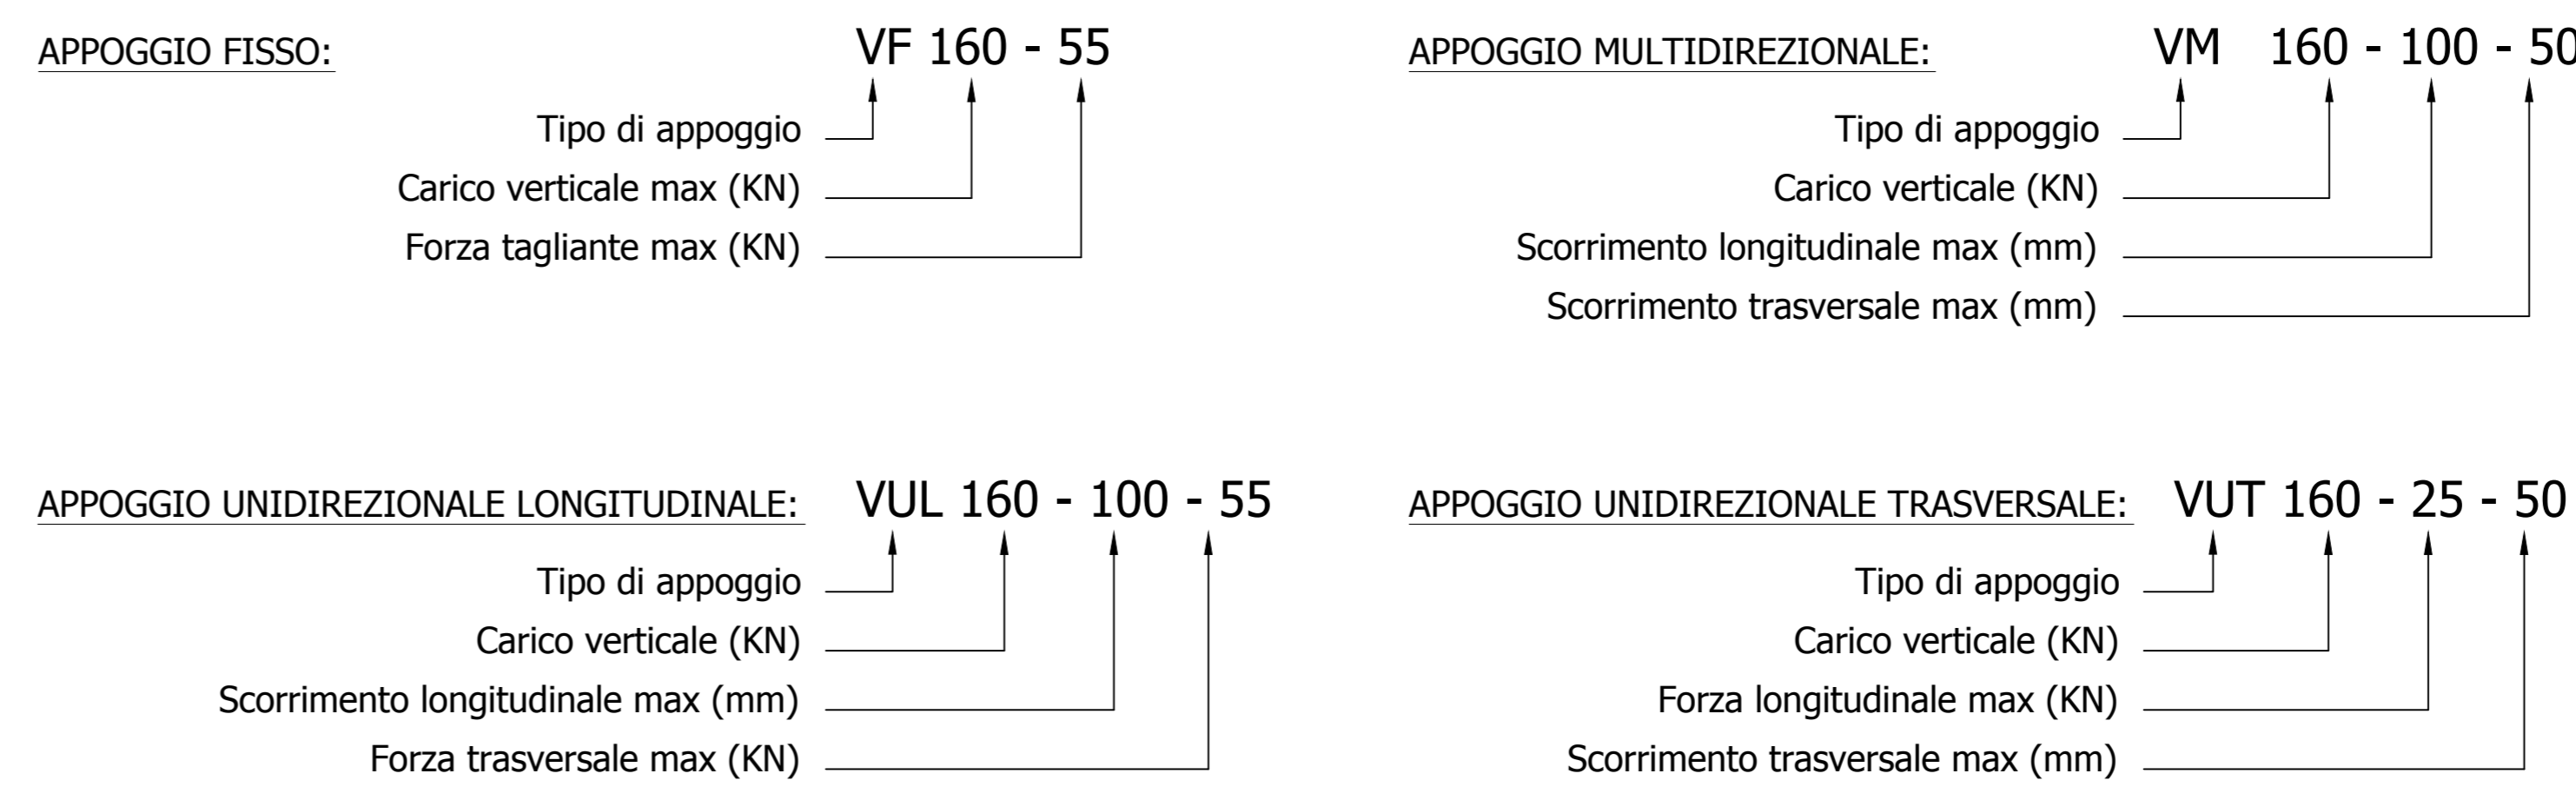 APPOGGIO FISSO: VF 160 - 55
Tipo di appoggio
Carico verticale max (KN)
Forza tagliante max (KN)
APPOGGIO MULTIDIREZIONALE: VM 160 - 100 - 50
Tipo di appoggio
Carico verticale (KN)
Scorrimento longitudinale max (mm)
Scorrimento trasversale max (mm)
APPOGGIO UNIDIREZIONALE LONGITUDINALE: VUL 160 - 100 - 55
Tipo di appoggio
Carico verticale (KN)
Scorrimento longitudinale max (mm)
Forza trasversale max (KN)
APPOGGIO UNIDIREZIONALE TRASVERSALE: VUT 160 - 25 - 50
Tipo di appoggio
Carico verticale (KN)
Forza longitudinale max (KN)
Scorrimento trasversale max (mm)